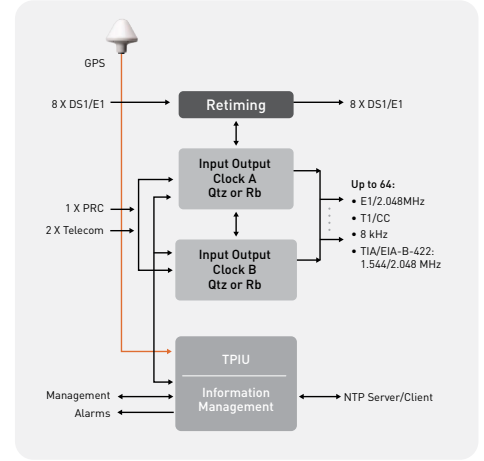 GPS
8 X DS1/E1
Retiming
8 X DS1/E1
Input Output
Clock A
Qtz or Rb
1 X PRC
2 X Telecom
Up to 64:
• E1/2.048MHz
• T1/CC
• 8 kHz
• TIA/EIA-B-422:
1.544/2.048 MHz
Input Output
Clock B
Qtz or Rb
TPIU
Information
Management
Management
Alarms
NTP Server/Client